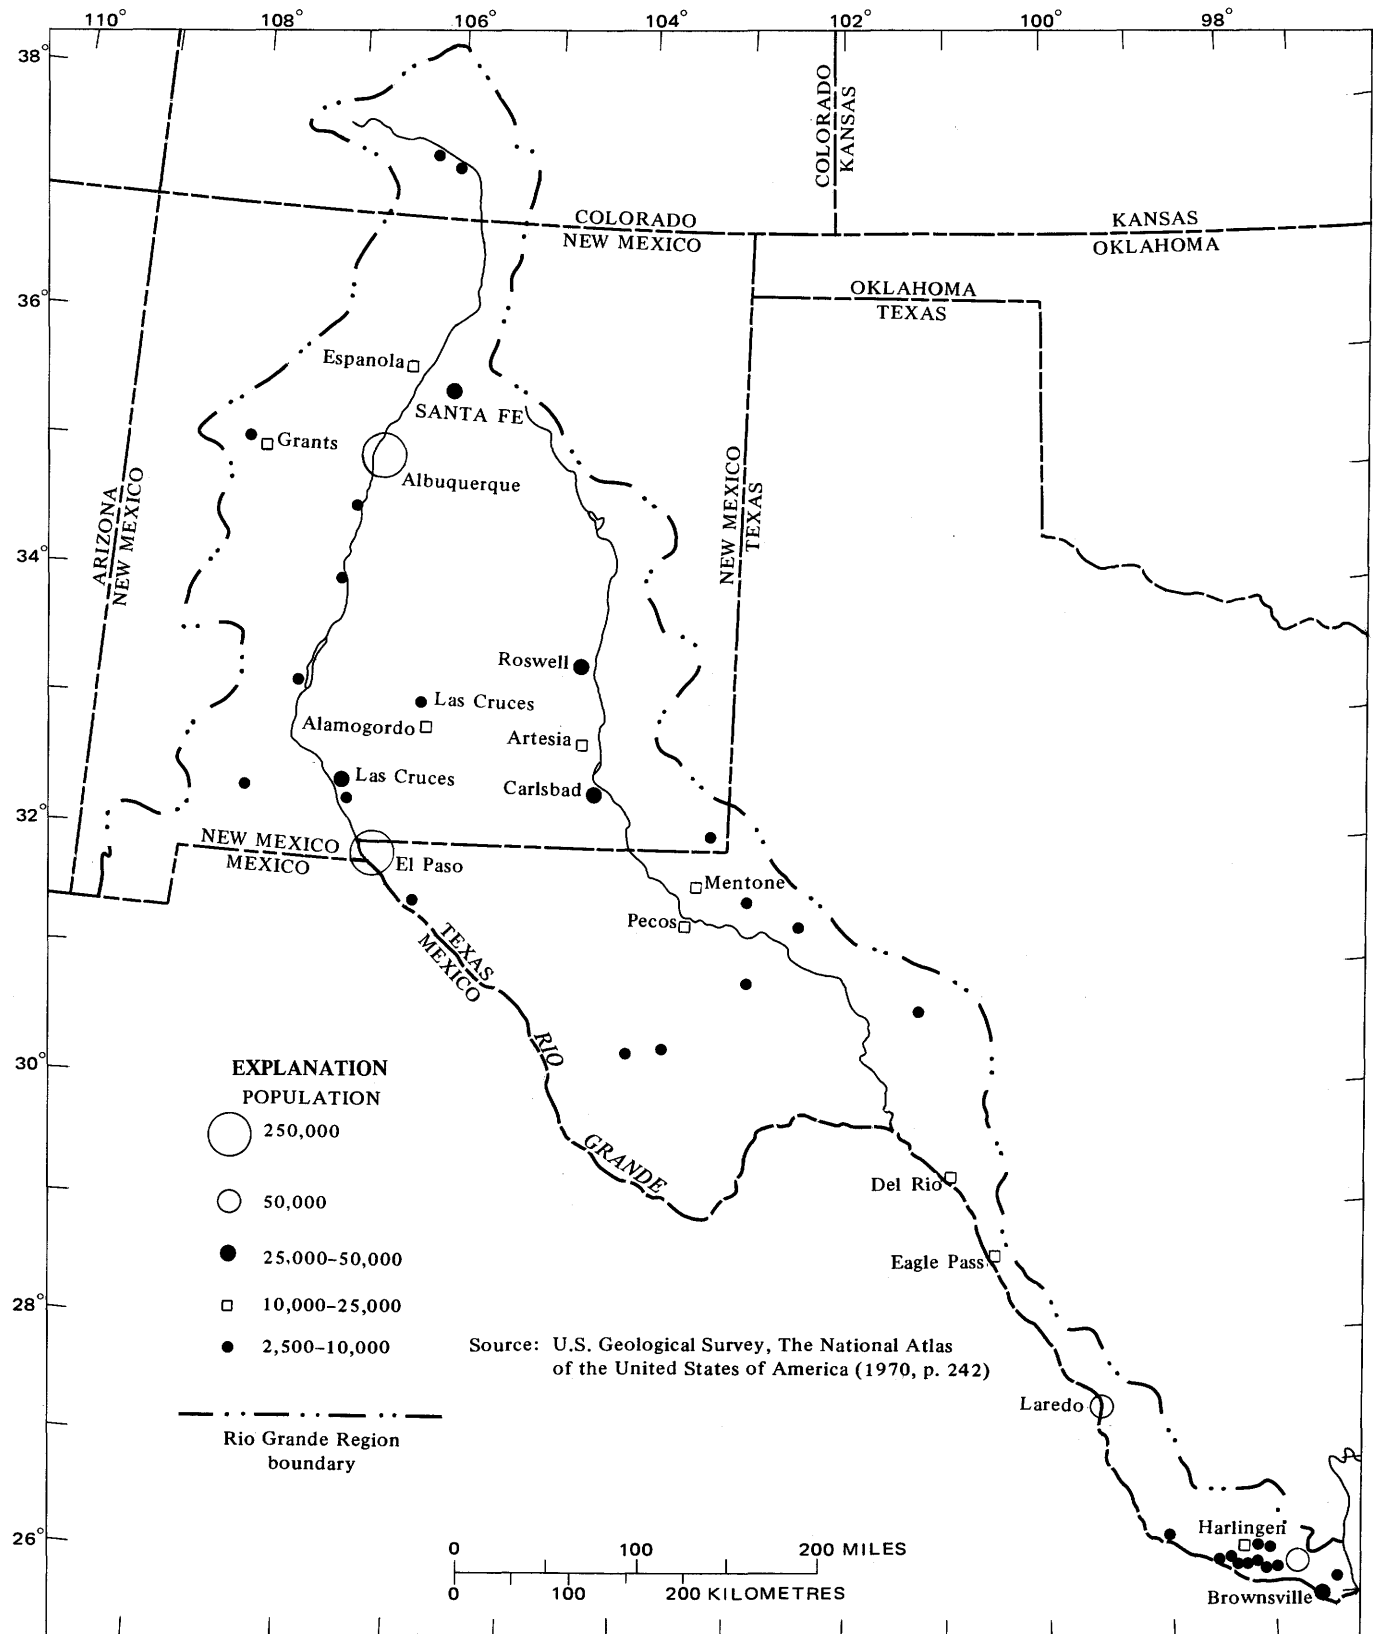 110° 108° 106° 104° 102° 100° 98°
38°
COLORADO
KANSAS
COLORADO
NEW MEXICO
KANSAS
OKLAHOMA
36°
OKLAHOMA
TEXAS
Espanola
SANTA FE
Grants
Albuquerque
ARIZONA
NEW MEXICO
NEW MEXICO
TEXAS
34°
Roswell
Las Cruces
Alamogordo
Artesia
Las Cruces
Carlsbad
32°
NEW MEXICO
MEXICO
El Paso
Mentone
Pecos
TEXAS
MEXICO
RIO
GRANDE
30°
EXPLANATION
POPULATION
250,000
50,000
25,000-50,000
10,000-25,000
2,500-10,000
Rio Grande Region
boundary
Del Rio
Eagle Pass
28°
Source: U.S. Geological Survey, The National Atlas
of the United States of America (1970, p. 242)
Laredo
26°
Harlingen
Brownsville
0 100 200 MILES
0 100 200 KILOMETRES